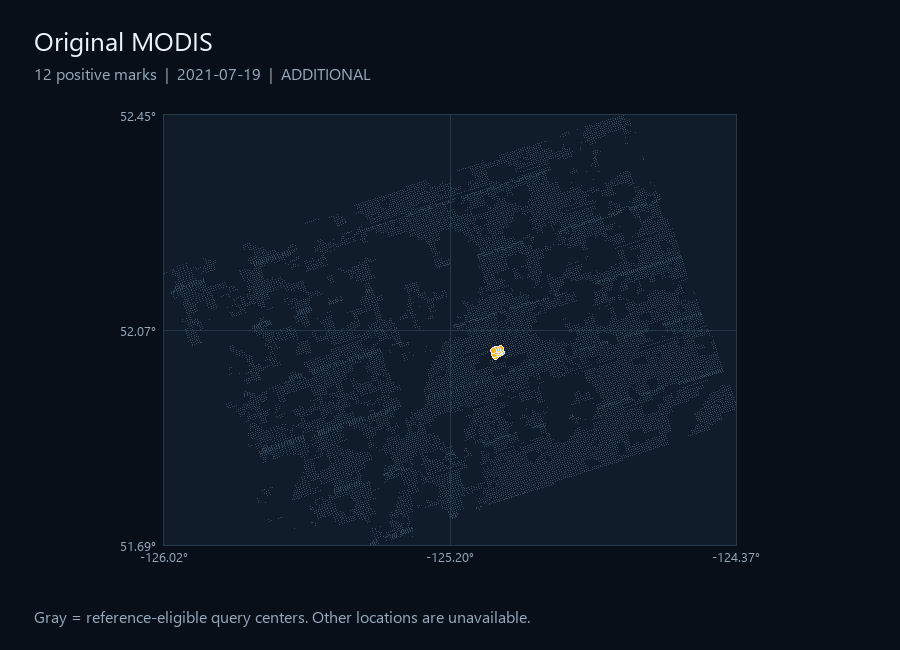 Original MODIS
12 positive marks | 2021-07-19 | ADDITIONAL
52.45°
52.07°
51.69°
-126.02°
-125.20°
-124.37°
Gray = reference-eligible query centers. Other locations are unavailable.